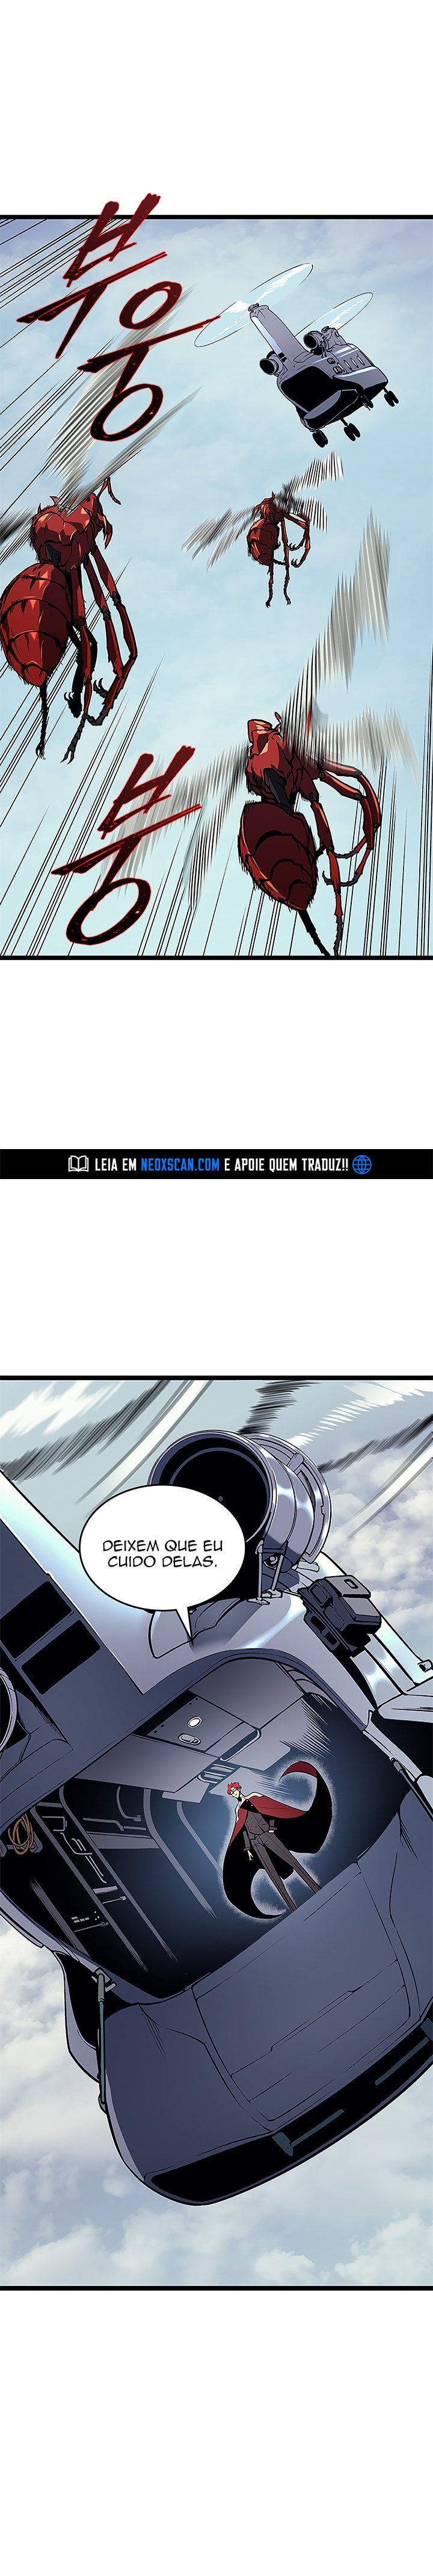 부웅
붕
LEIA EM NEOXSCAN.COM E APOIE QUEM TRADUZ!!
DEIXEM QUE EU
CUIDO DELAS.